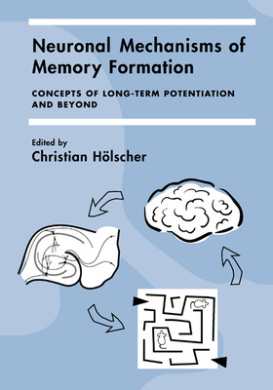 Neuronal Mechanisms of
Memory Formation
CONCEPTS OF LONG-TERM POTENTIATION
AND BEYOND
Edited by
Christian Hölscher